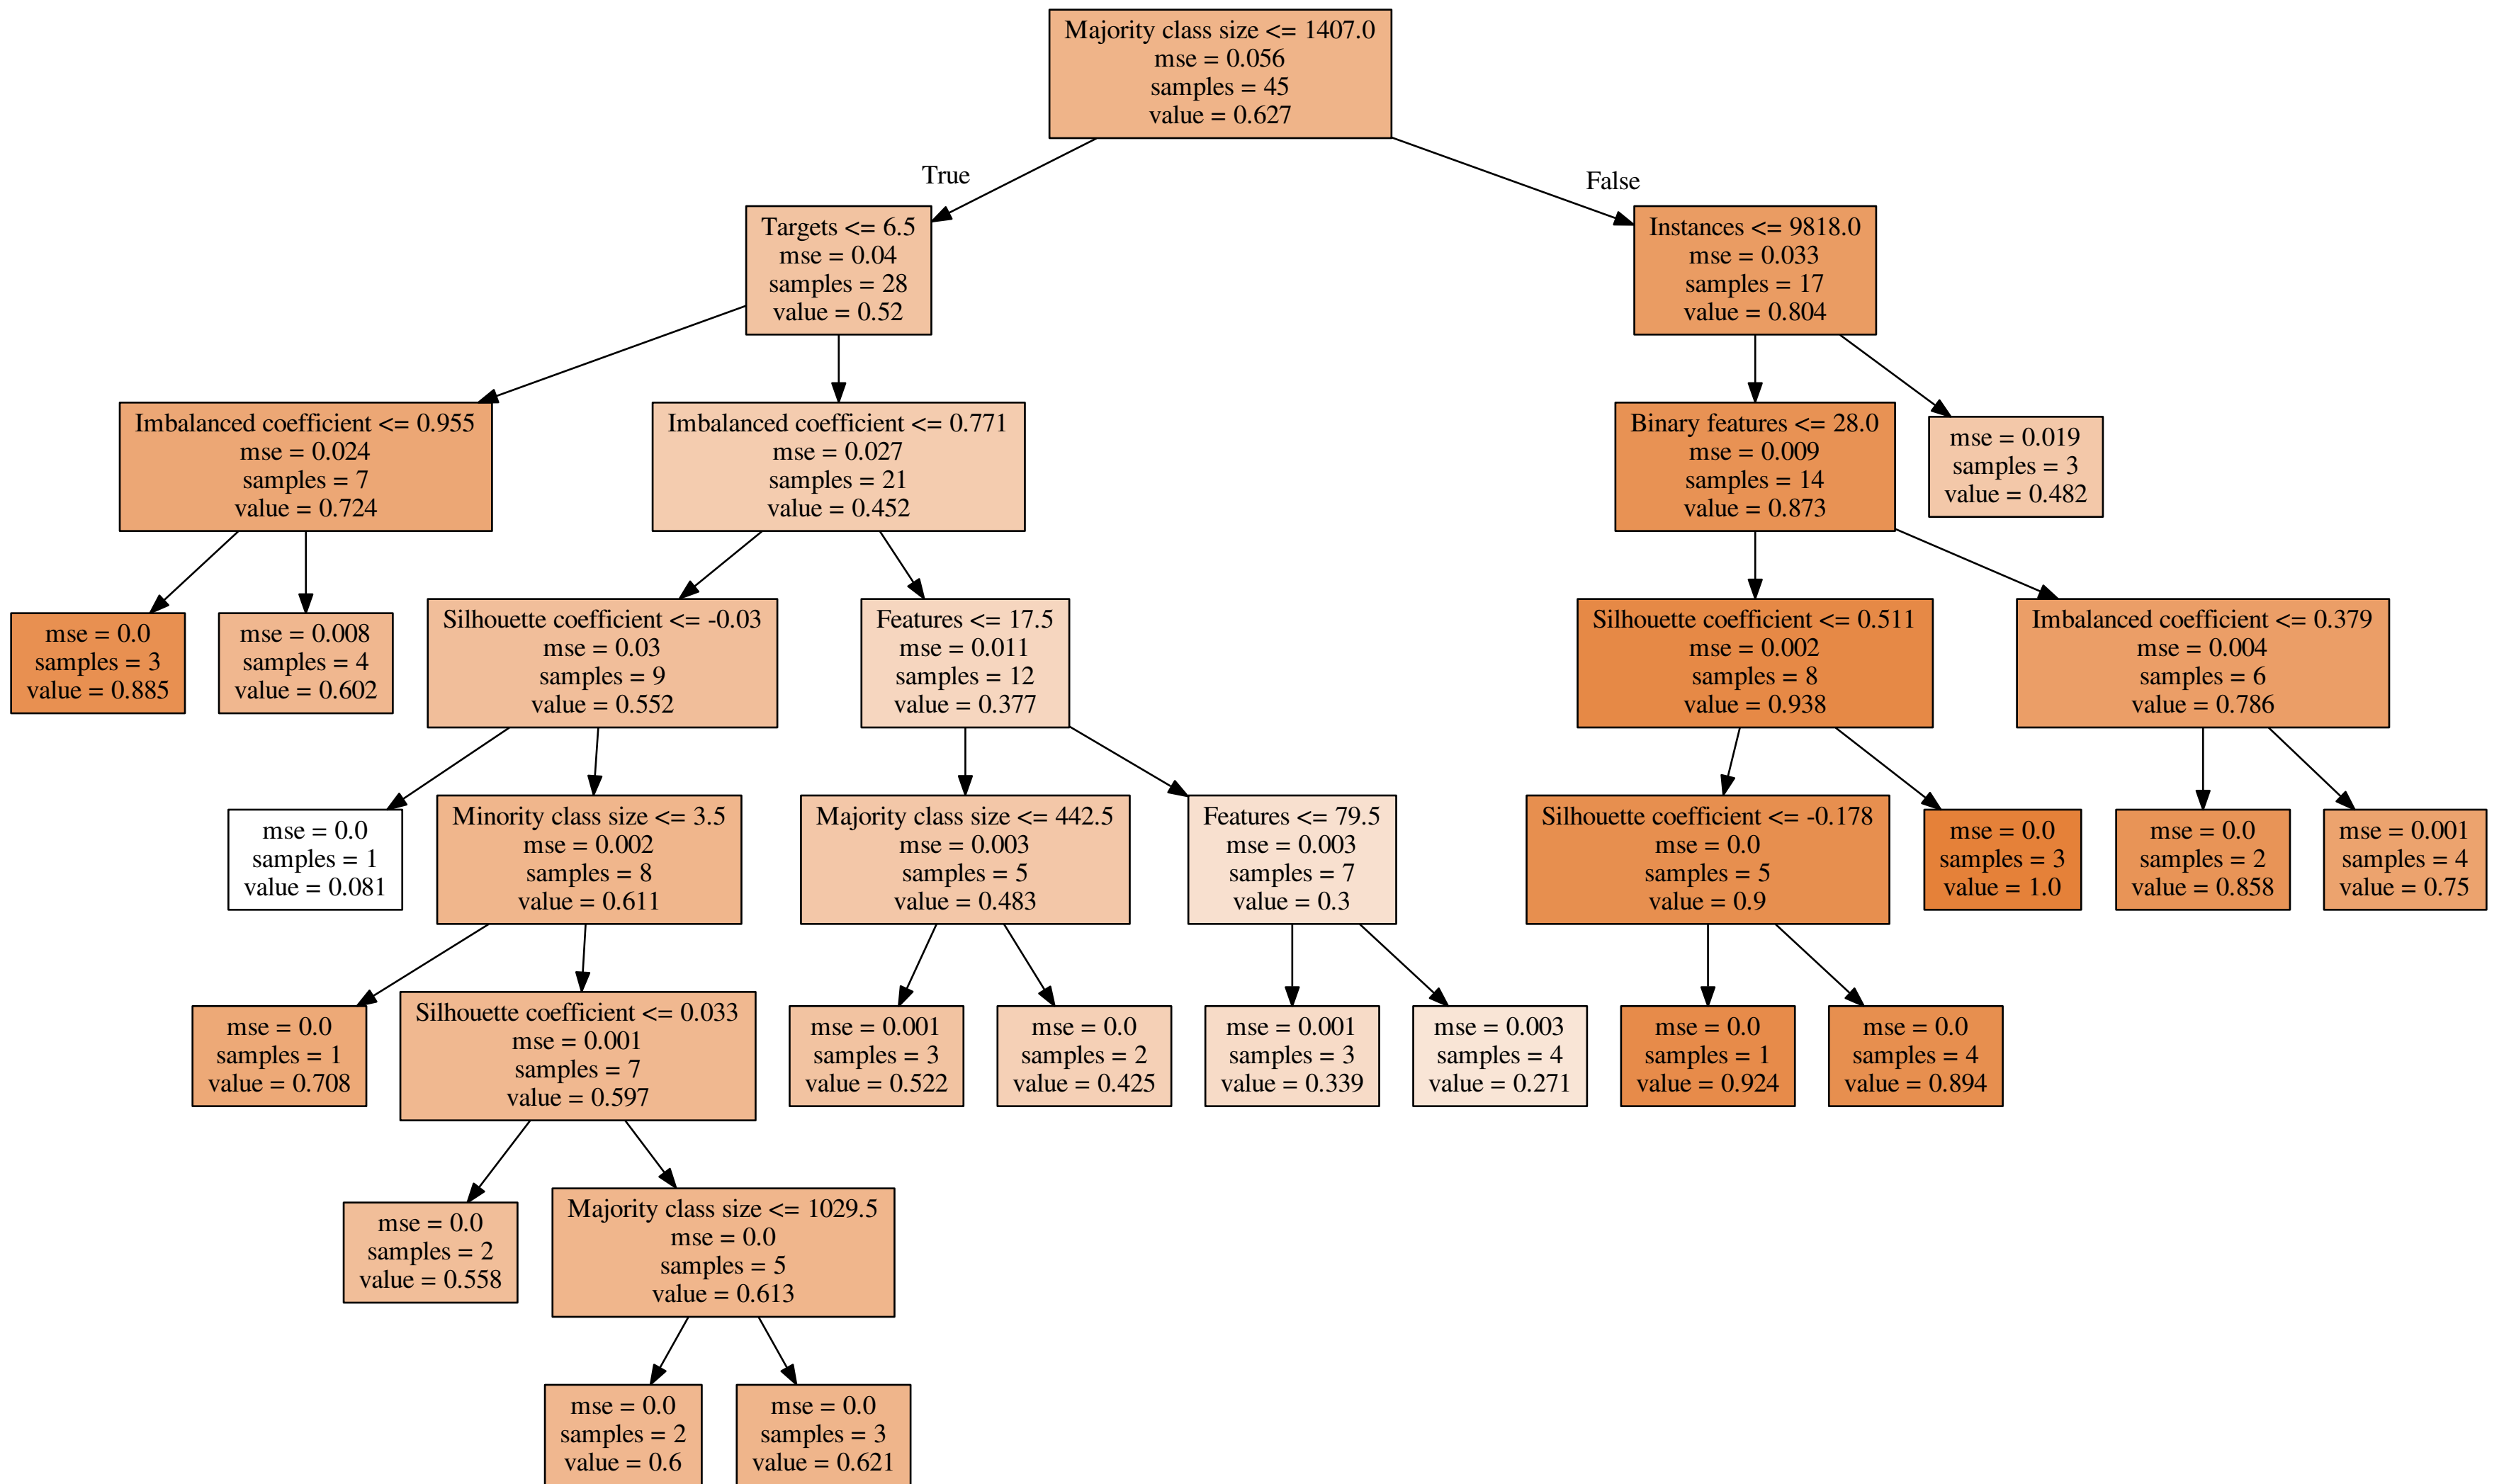 Majority class size <= 1407.0
mse = 0.056
samples = 45
value = 0.627
True
False
Targets <= 6.5
mse = 0.04
samples = 28
value = 0.52
Instances <= 9818.0
mse = 0.033
samples = 17
value = 0.804
Imbalanced coefficient <= 0.955
mse = 0.024
samples = 7
value = 0.724
Imbalanced coefficient <= 0.771
mse = 0.027
samples = 21
value = 0.452
Binary features <= 28.0
mse = 0.009
samples = 14
value = 0.873
mse = 0.019
samples = 3
value = 0.482
mse = 0.0
samples = 3
value = 0.885
mse = 0.008
samples = 4
value = 0.602
Silhouette coefficient <= -0.03
mse = 0.03
samples = 9
value = 0.552
Features <= 17.5
mse = 0.011
samples = 12
value = 0.377
Silhouette coefficient <= 0.511
mse = 0.002
samples = 8
value = 0.938
Imbalanced coefficient <= 0.379
mse = 0.004
samples = 6
value = 0.786
mse = 0.0
samples = 1
value = 0.081
Minority class size <= 3.5
mse = 0.002
samples = 8
value = 0.611
Majority class size <= 442.5
mse = 0.003
samples = 5
value = 0.483
Features <= 79.5
mse = 0.003
samples = 7
value = 0.3
Silhouette coefficient <= -0.178
mse = 0.0
samples = 5
value = 0.9
mse = 0.0
samples = 3
value = 1.0
mse = 0.0
samples = 2
value = 0.858
mse = 0.001
samples = 4
value = 0.75
mse = 0.0
samples = 1
value = 0.708
Silhouette coefficient <= 0.033
mse = 0.001
samples = 7
value = 0.597
mse = 0.001
samples = 3
value = 0.522
mse = 0.0
samples = 2
value = 0.425
mse = 0.001
samples = 3
value = 0.339
mse = 0.003
samples = 4
value = 0.271
mse = 0.0
samples = 1
value = 0.924
mse = 0.0
samples = 4
value = 0.894
mse = 0.0
samples = 2
value = 0.558
Majority class size <= 1029.5
mse = 0.0
samples = 5
value = 0.613
mse = 0.0
samples = 2
value = 0.6
mse = 0.0
samples = 3
value = 0.621